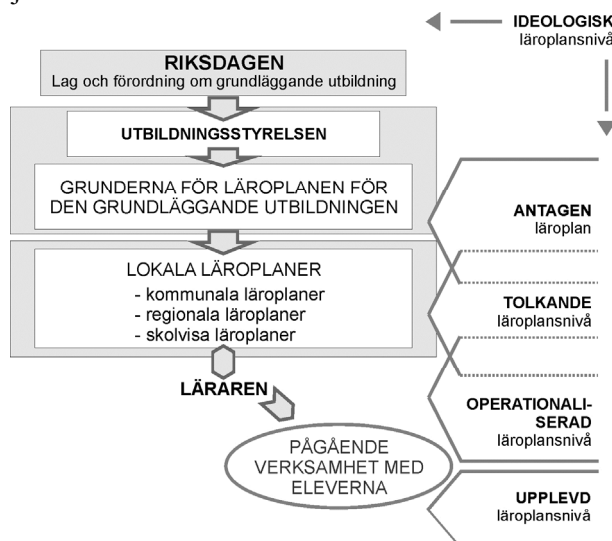 IDEOLOGISK
läroplansnivå
RIKSDAGEN
Lag och förordning om grundläggande utbildning
UTBILDNINGSSTYRELSEN
GRUNDERNA FÖR LÄROPLANEN FÖR
DEN GRUNDLÄGGANDE UTBILDNINGEN
LOKALA LÄROPLANER
- kommunala läroplaner
- regionala läroplaner
- skolvisa läroplaner
LÄRAREN
PÅGÅENDE
VERKSAMHET MED
ELEVERNA
ANTAGEN
läroplan
TOLKANDE
läroplansnivå
OPERATIONALI-
SERAD
läroplansnivå
UPPLEVD
läroplansnivå